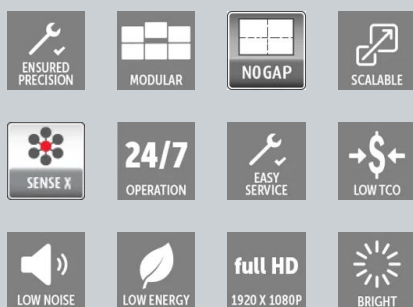 ENSURED
PRECISION
MODULAR
NO GAP
SCALABLE
SENSE X
24/7
OPERATION
EASY
SERVICE
$
LOW TCO
LOW NOISE
LOW ENERGY
full HD
1920 X 1080P
BRIGHT